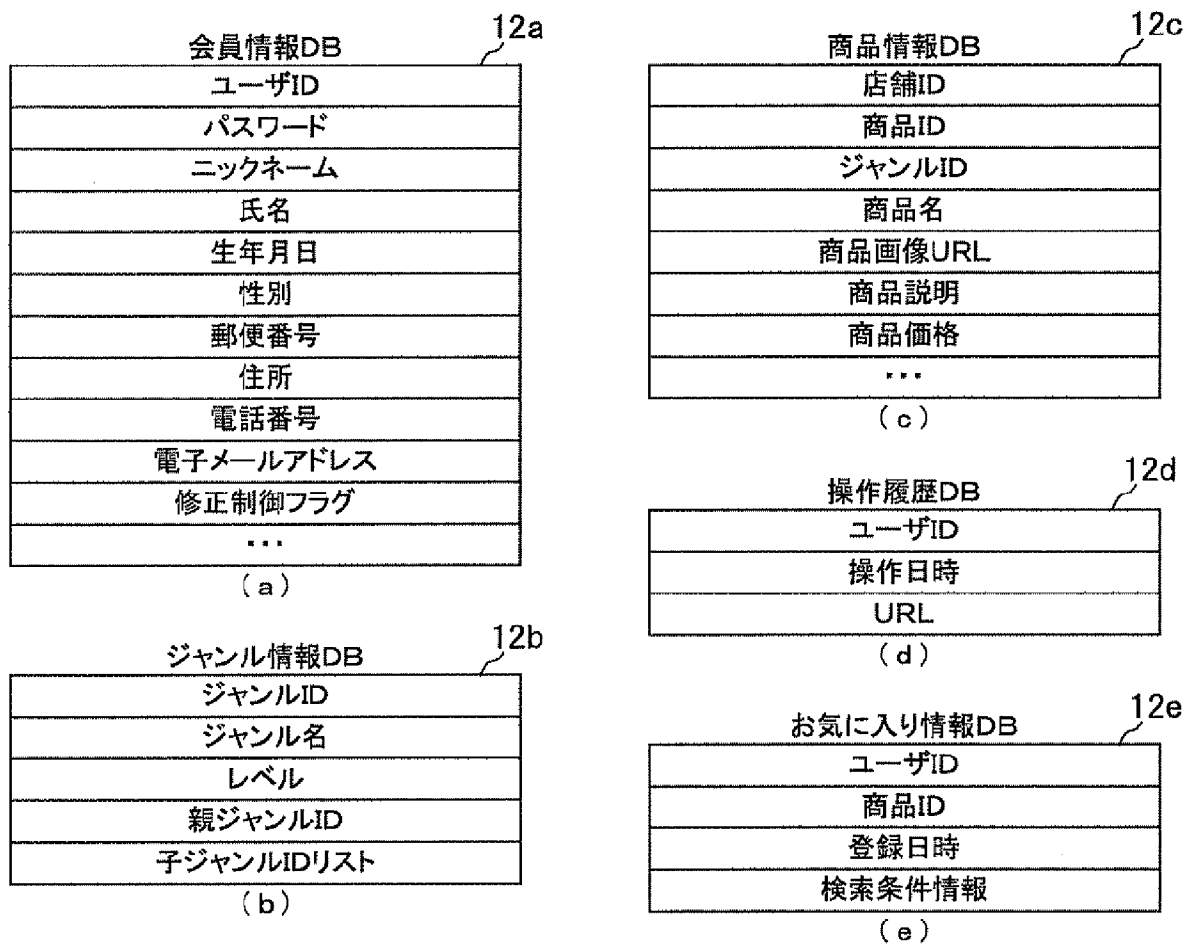 会員情報DB
12a
ユーザID
パスワード
ニックネーム
氏名
生年月日
性別
郵便番号
住所
電話番号
電子メールアドレス
修正制御フラグ
…
(a)
ジャンル情報DB
12b
ジャンルID
ジャンル名
レベル
親ジャンルID
子ジャンルIDリスト
(b)
商品情報DB
12c
店舗ID
商品ID
ジャンルID
商品名
商品画像URL
商品説明
商品価格
…
(c)
操作履歴DB
12d
ユーザID
操作日時
URL
(d)
お気に入り情報DB
12e
ユーザID
商品ID
登録日時
検索条件情報
(e)